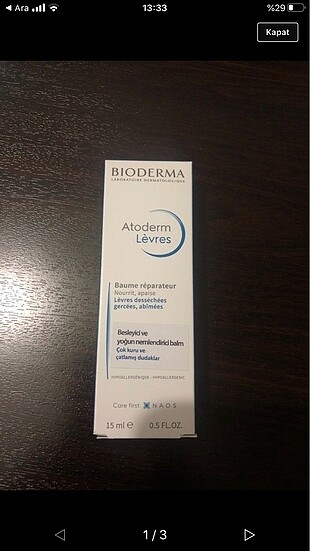 Ara
13:33
%29
Kapat
BIODERMA
LABORATOIRE DERMATOLOGIQUE
Atoderm
Lèvres
Baume réparateur
Nourrit, apaise
Lèvres desséchées
gercées, abîmées
Besleyici ve
yoğun nemlendirici balm
Çok kuru ve
çatlamış dudaklar
HYPOALLERGÉNIQUE - HYPOALLERGENIC
Care first NAOS
15 ml e 0.5 FL.OZ.
1 / 3